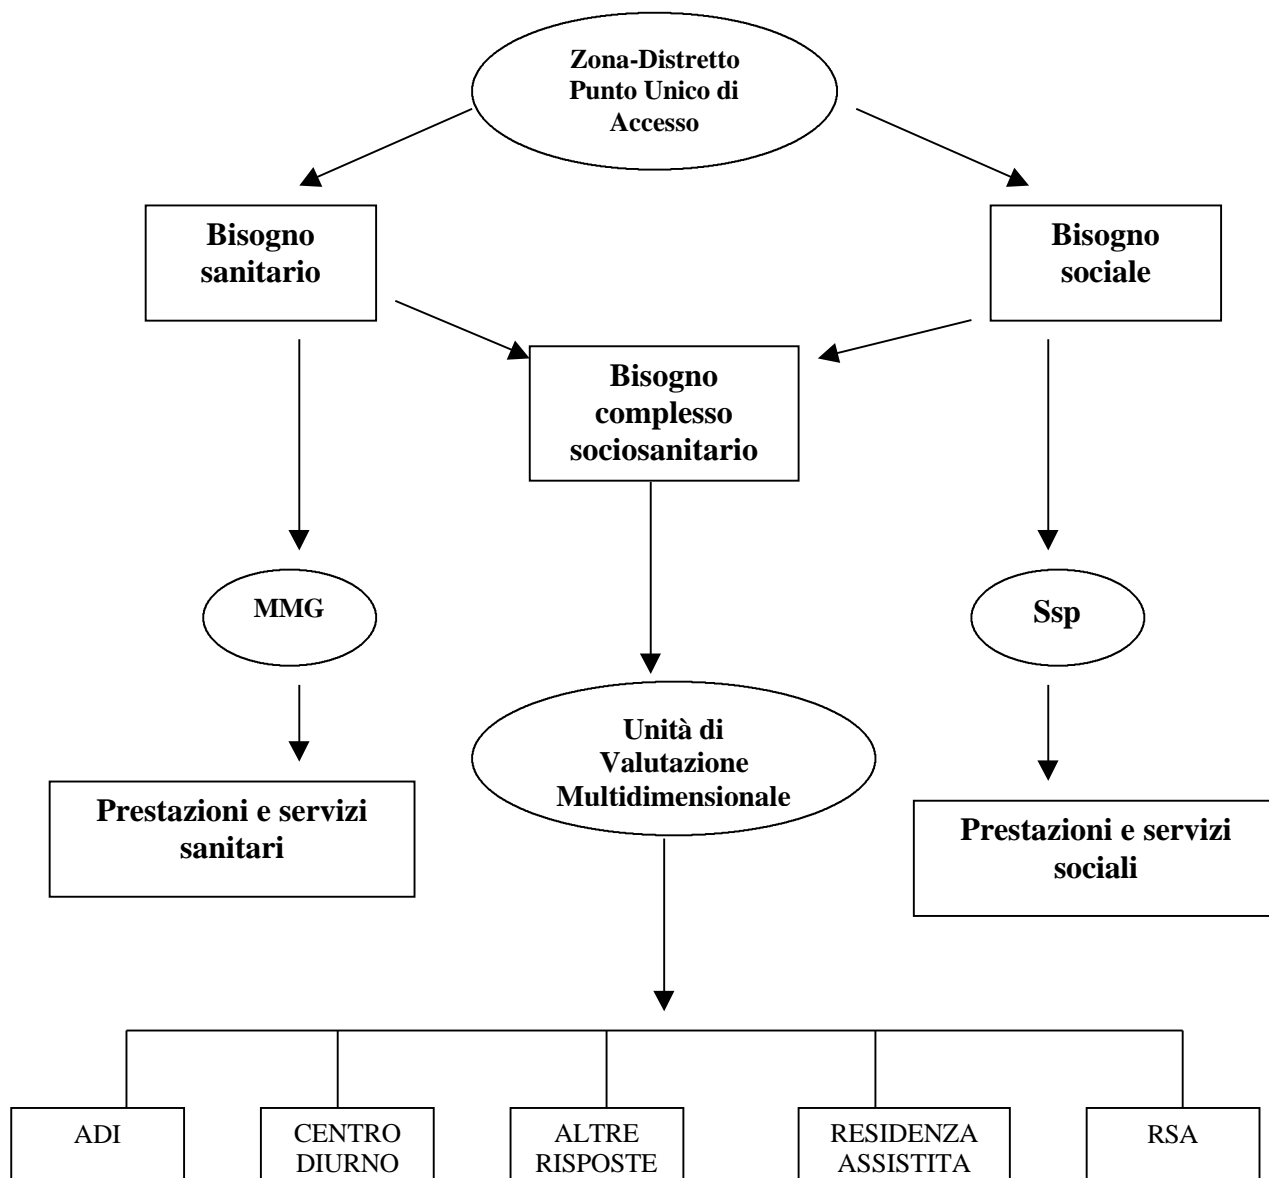 Zona-Distretto
Punto Unico di
Accesso
Bisogno
sanitario
Bisogno
sociale
Bisogno
complesso
sociosanitario
MMG
Ssp
Unità di
Valutazione
Multidimensionale
Prestazioni e servizi
sanitari
Prestazioni e servizi
sociali
ADI
CENTRO
DIURNO
ALTRE
RISPOSTE
RESIDENZA
ASSISTITA
RSA